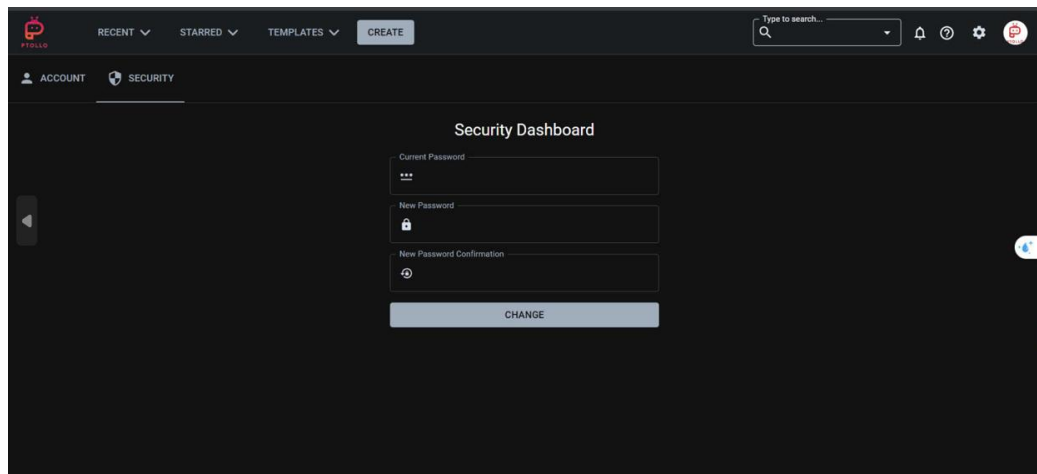 PTOLLO
RECENT
STARRED
TEMPLATES
CREATE
Type to search...
ACCOUNT
SECURITY
Security Dashboard
Current Password
New Password
New Password Confirmation
CHANGE